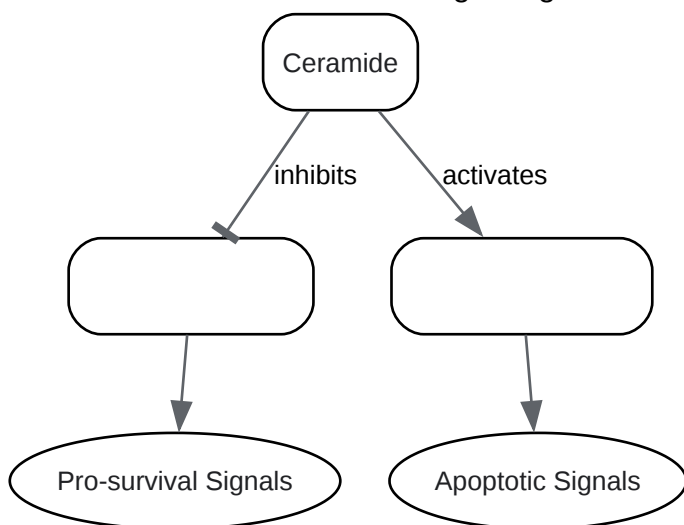 Ceramide
inhibits
activates
Pro-survival Signals
Apoptotic Signals